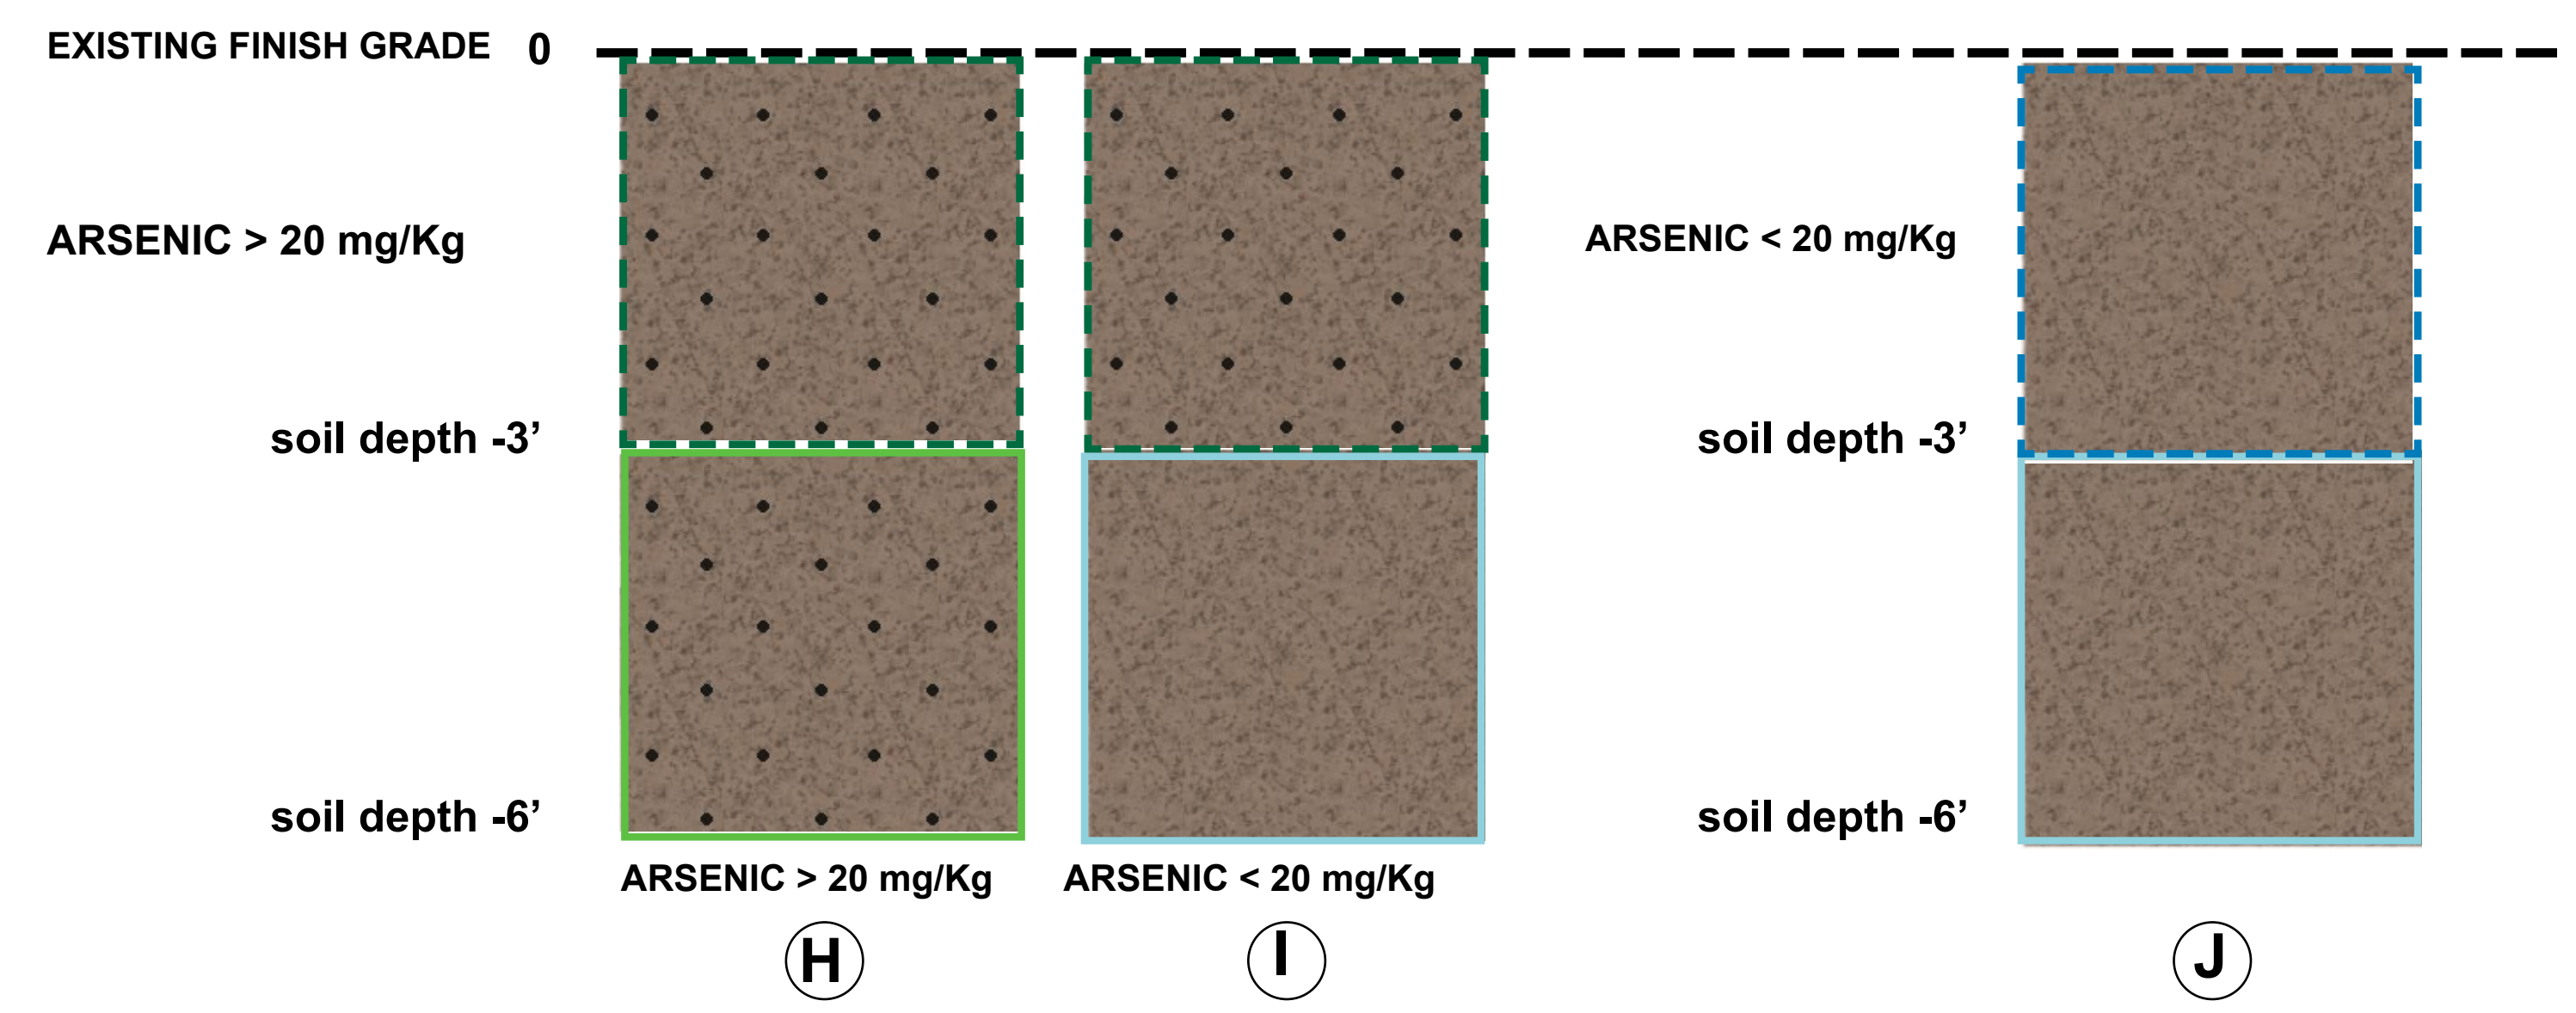 EXISTING FINISH GRADE 0
ARSENIC > 20 mg/Kg
ARSENIC < 20 mg/Kg
soil depth -3’
soil depth -3’
soil depth -6’
soil depth -6’
ARSENIC > 20 mg/Kg
ARSENIC < 20 mg/Kg
H
I
J